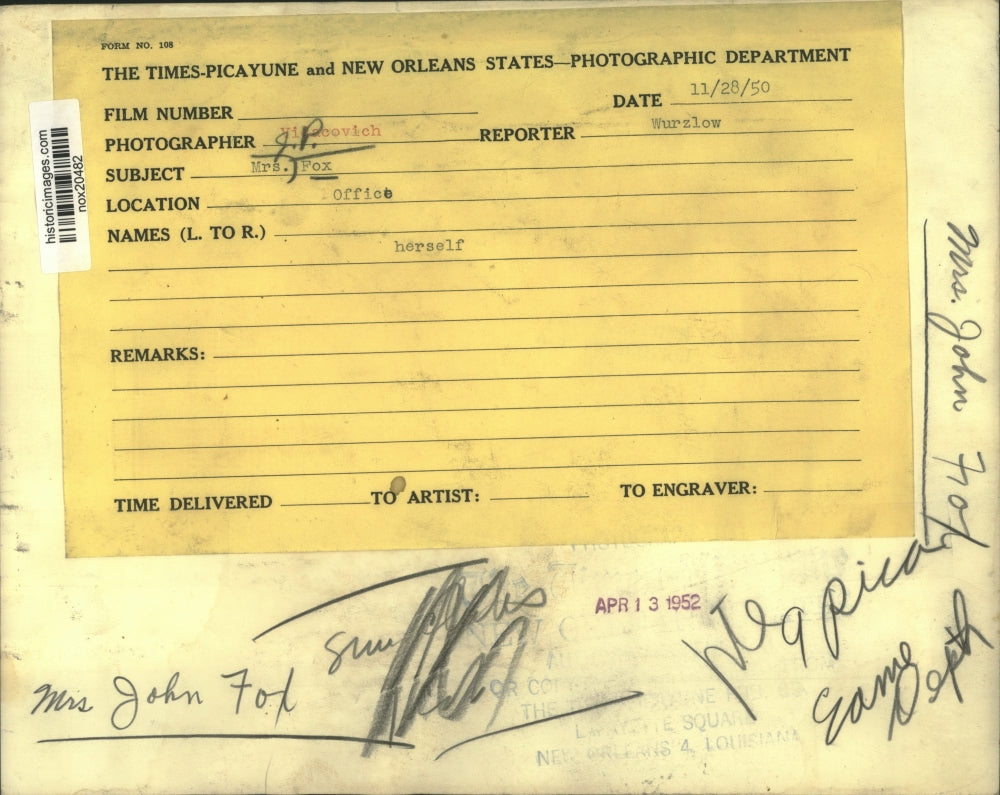 FORM NO. 108
THE TIMES-PICAYUNE and NEW ORLEANS STATES—PHOTOGRAPHIC DEPARTMENT
FILM NUMBER
DATE 11/28/50
PHOTOGRAPHER J.P.
REPORTER Wurzlow
SUBJECT Mrs. Fox
LOCATION Office
NAMES (L. TO R.)
herself
REMARKS:
TIME DELIVERED TO ARTIST: TO ENGRAVER:
historicimages.com
nox20482
Mrs. John Fox
APR 13 1952
Mrs John Fox
THE
LAFAYETTE SQUARE
NEW ORLEANS 4, LOUISIANA